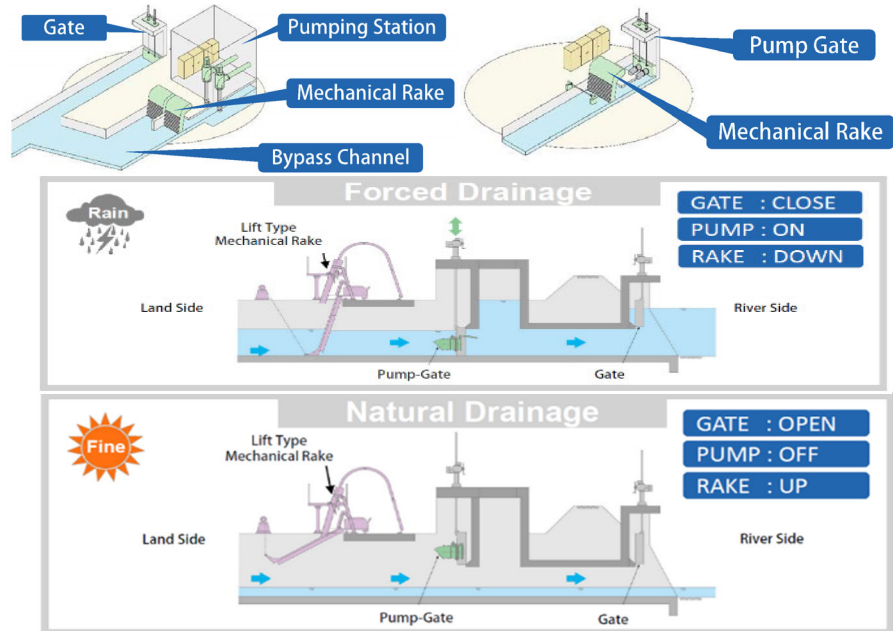 Gate
Pumping Station
Mechanical Rake
Bypass Channel
Pump Gate
Mechanical Rake
Forced Drainage
Rain
GATE : CLOSE
PUMP : ON
RAKE : DOWN
Lift Type
Mechanical Rake
Land Side
River Side
Pump-Gate
Gate
Natural Drainage
Fine
GATE : OPEN
PUMP : OFF
RAKE : UP
Lift Type
Mechanical Rake
Land Side
River Side
Pump-Gate
Gate